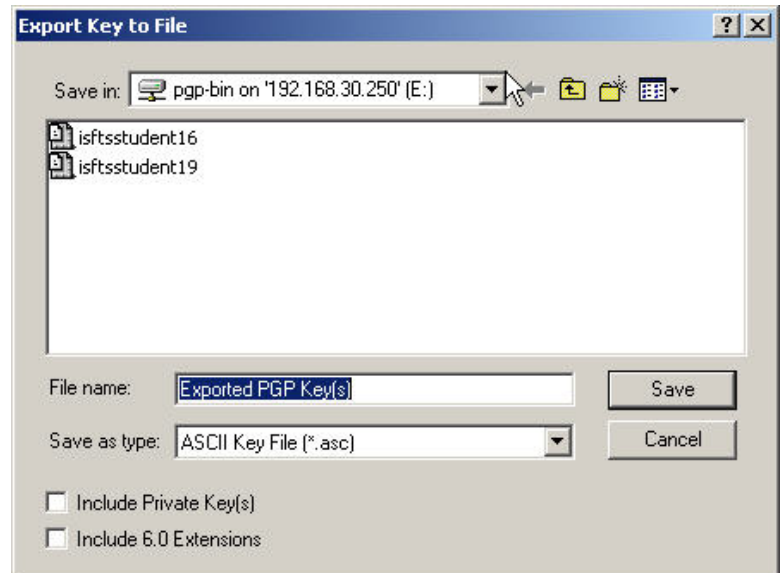 Export Key to File
Save in: pgp-bin on '192.168.30.250' (E:)
isftsstudent16
isftsstudent19
File name: Exported PGP Key(s) Save
Save as type: ASCII Key File (*.asc) Cancel
Include Private Key(s)
Include 6.0 Extensions